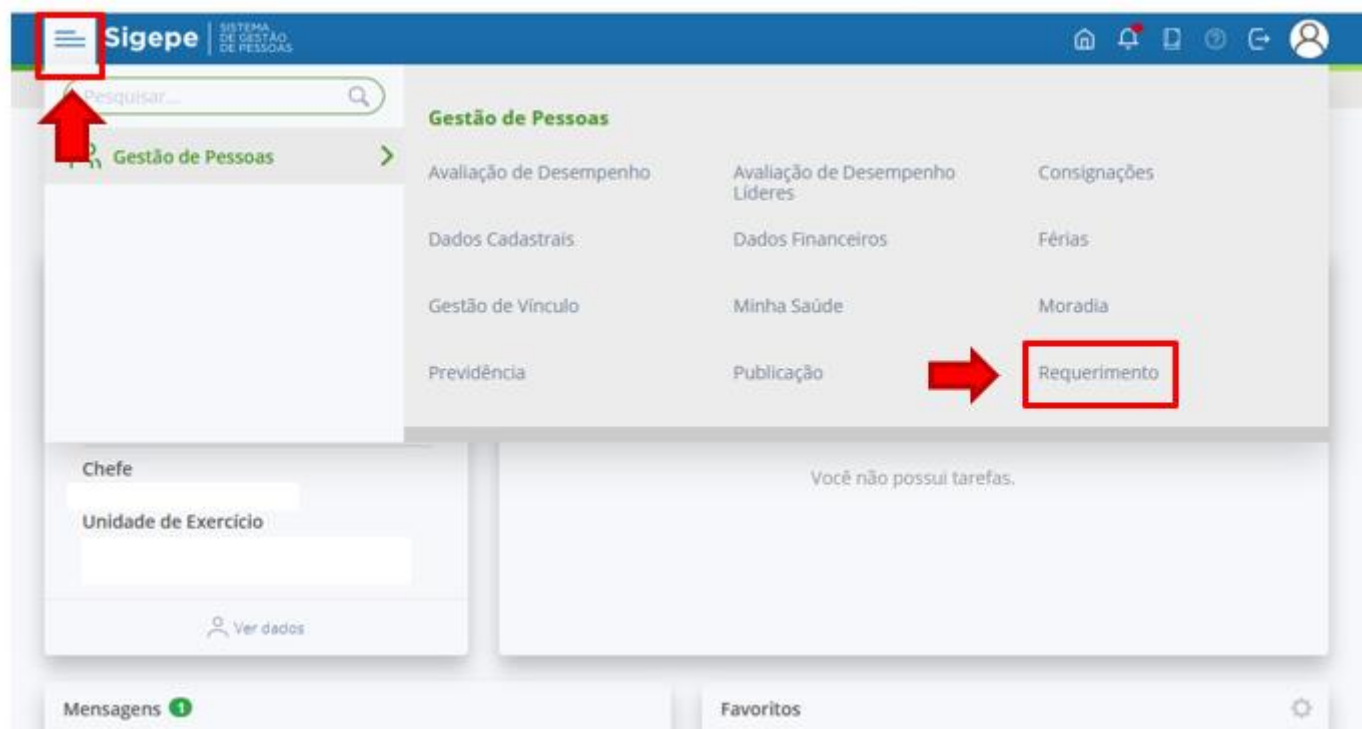 Sigepe SISTEMA
DE GESTÃO
DE PESSOAS
Pesquisar...
Gestão de Pessoas
Gestão de Pessoas
Avaliação de Desempenho
Avaliação de Desempenho
Líderes
Consignações
Dados Cadastrais
Dados Financeiros
Férias
Gestão de Vínculo
Minha Saúde
Moradia
Previdência
Publicação
Requerimento
Chefe
Unidade de Exercício
Ver dados
Você não possui tarefas.
Mensagens 1
Favoritos